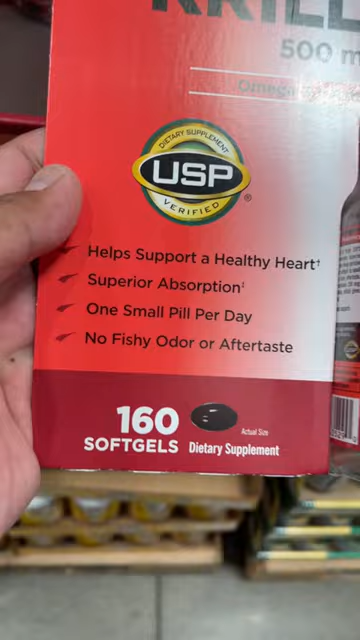 KRILL
500 m
Omega
DIETARY SUPPLEMENT
USP
VERIFIED
®
Helps Support a Healthy Heart†
Superior Absorption‡
One Small Pill Per Day
No Fishy Odor or Aftertaste
160
SOFTGELS
Actual Size
Dietary Supplement